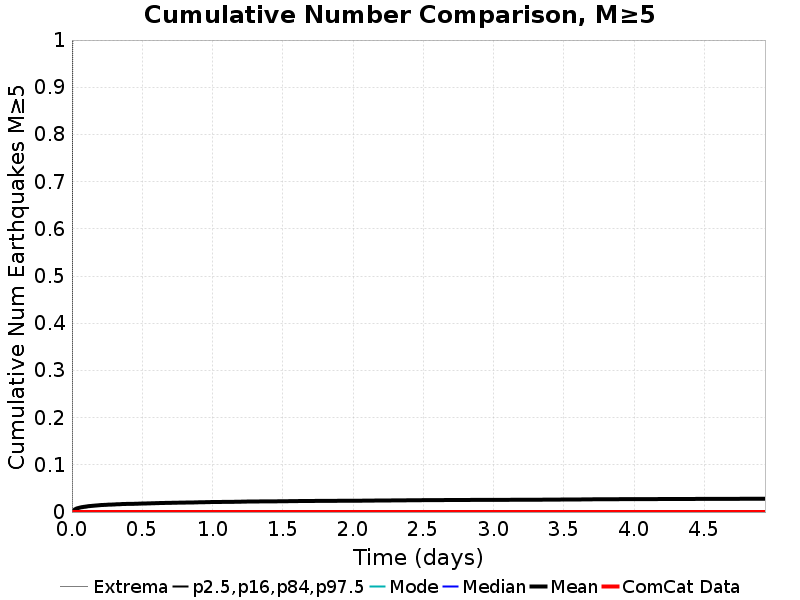 Cumulative Number Comparison, M≥5
Cumulative Num Earthquakes M≥5
1
0.9
0.8
0.7
0.6
0.5
0.4
0.3
0.2
0.1
0
0.0 0.5 1.0 1.5 2.0 2.5 3.0 3.5 4.0 4.5
Time (days)
Extrema p2.5,p16,p84,p97.5 Mode Median Mean ComCat Data